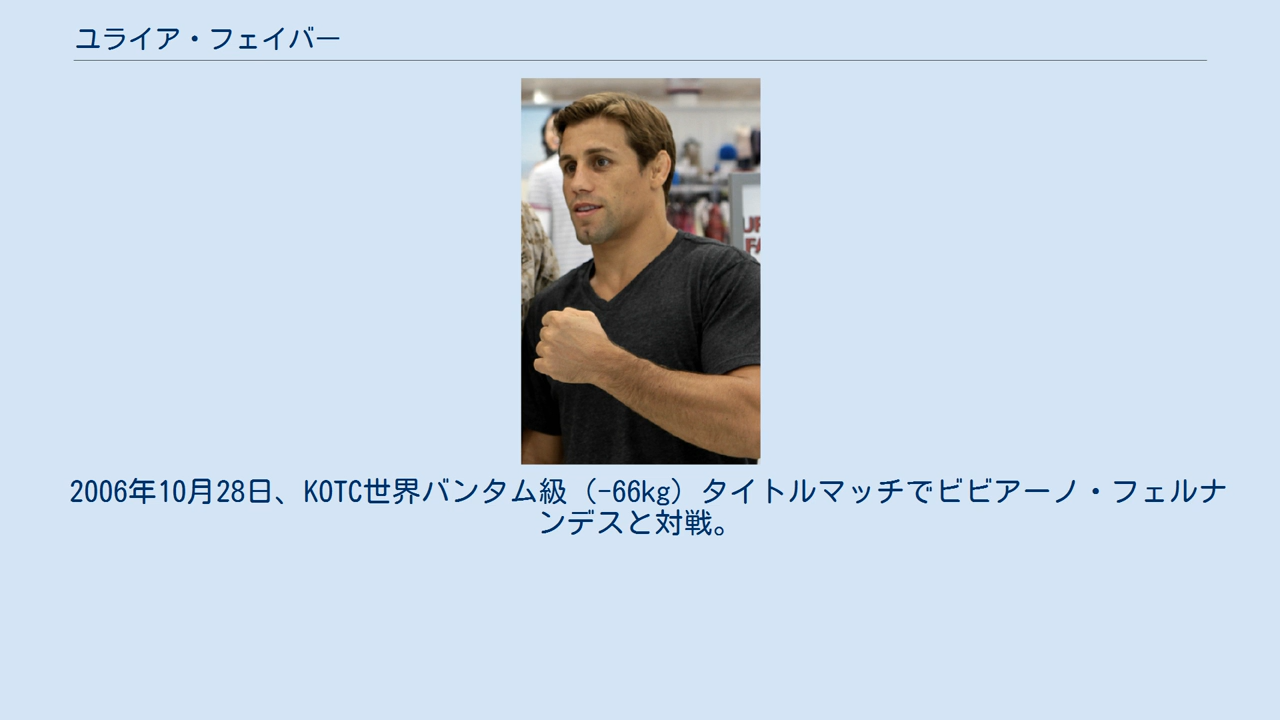 ユライア・フェイバー
2006年10月28日、KOTC世界バンタム級（-66kg）タイトルマッチでビビアーノ・フェルナ
ンデスと対戦。